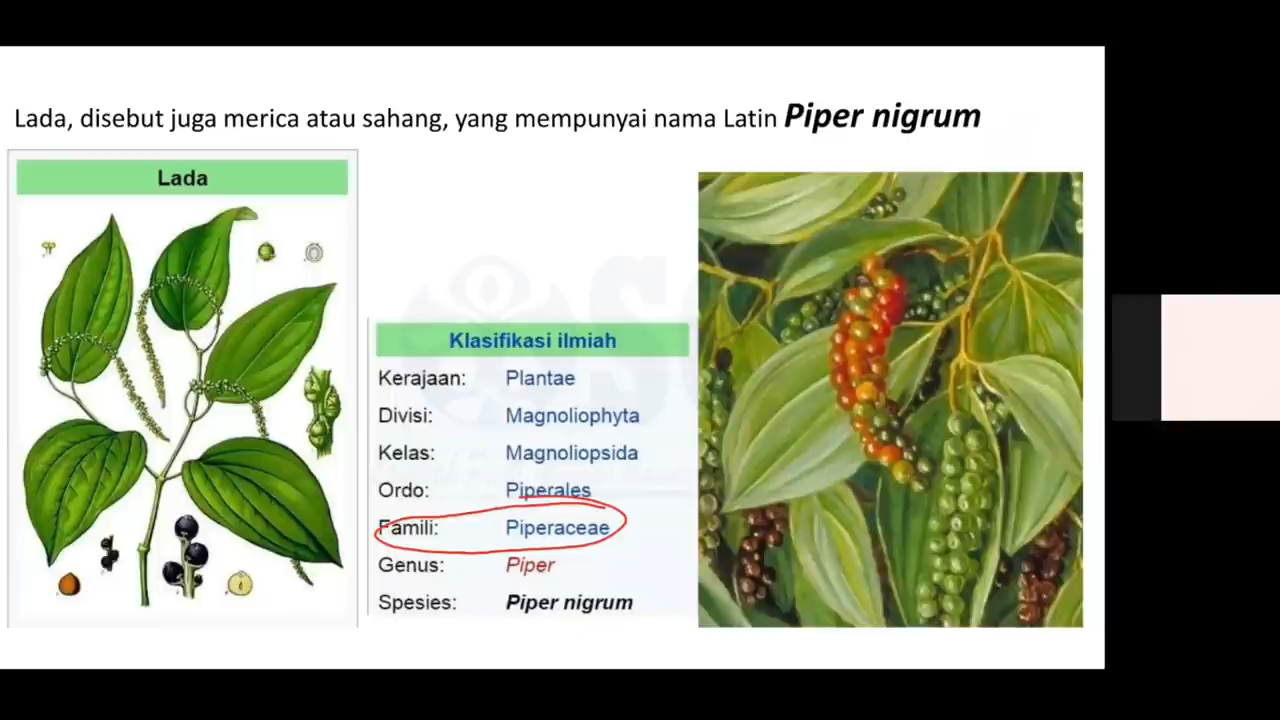 Lada, disebut juga merica atau sahang, yang mempunyai nama Latin Piper nigrum
Lada
Klasifikasi ilmiah
Kerajaan: Plantae
Divisi: Magnoliophyta
Kelas: Magnoliopsida
Ordo: Piperales
Famili: Piperaceae
Genus: Piper
Spesies: Piper nigrum